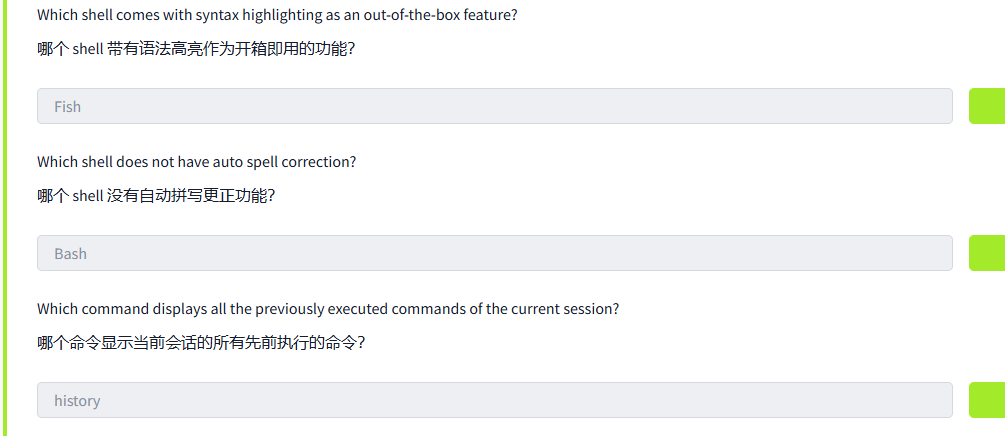 Which shell comes with syntax highlighting as an out-of-the-box feature?
哪个 shell 带有语法高亮作为开箱即用的功能？
Fish
Which shell does not have auto spell correction?
哪个 shell 没有自动拼写更正功能？
Bash
Which command displays all the previously executed commands of the current session?
哪个命令显示当前会话的所有先前执行的命令？
history